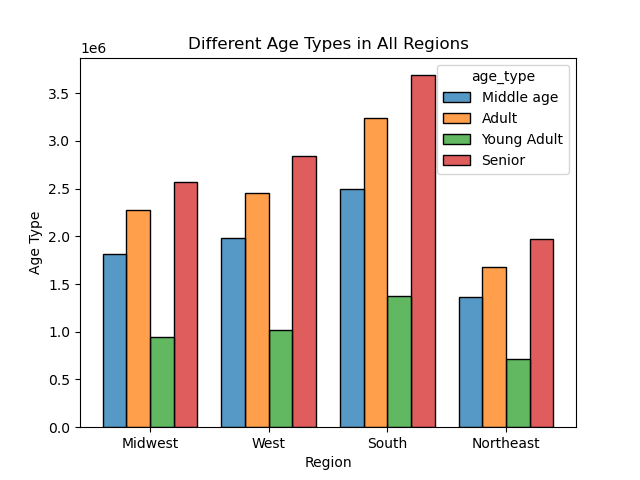 Different Age Types in All Regions
1e6
age_type
Middle age
Adult
Young Adult
Senior
3.5
3.0
2.5
2.0
1.5
1.0
0.5
0.0
Age Type
Midwest West South Northeast
Region